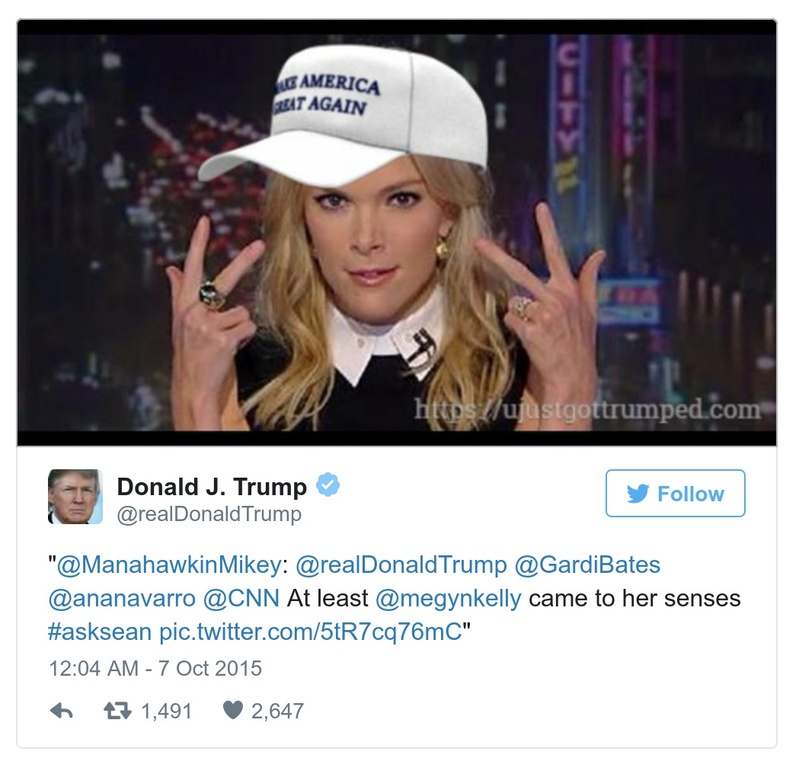 AKE AMERICA
REAT AGAIN
CITY
https://ujustgottrumped.com
Donald J. Trump
@realDonaldTrump
Follow
"@ManahawkinMikey: @realDonaldTrump @GardiBates
@ananavarro @CNN At least @megynkelly came to her senses
#asksean pic.twitter.com/5tR7cq76mC"
12:04 AM - 7 Oct 2015
1,491
2,647